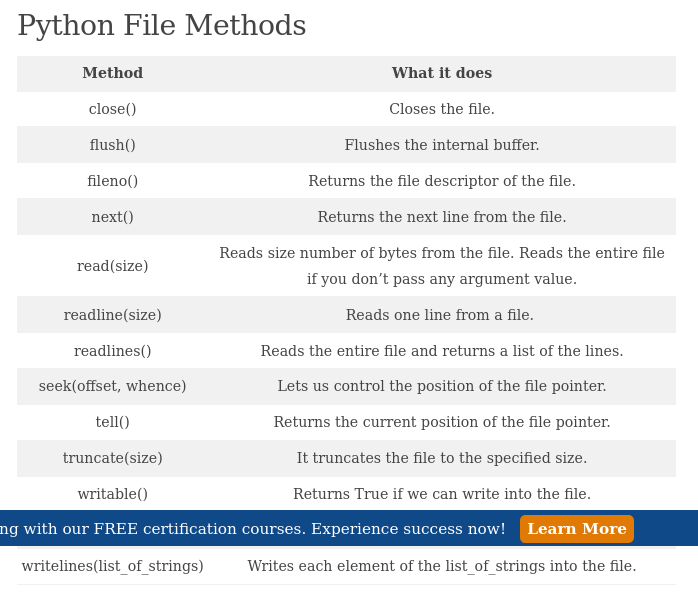 Python File Methods
Method What it does
close() Closes the file.
flush() Flushes the internal buffer.
fileno() Returns the file descriptor of the file.
next() Returns the next line from the file.
read(size) Reads size number of bytes from the file. Reads the entire file
if you don’t pass any argument value.
readline(size) Reads one line from a file.
readlines() Reads the entire file and returns a list of the lines.
seek(offset, whence) Lets us control the position of the file pointer.
tell() Returns the current position of the file pointer.
truncate(size) It truncates the file to the specified size.
writable() Returns True if we can write into the file.
ng with our FREE certification courses. Experience success now! Learn More
writelines(list_of_strings) Writes each element of the list_of_strings into the file.